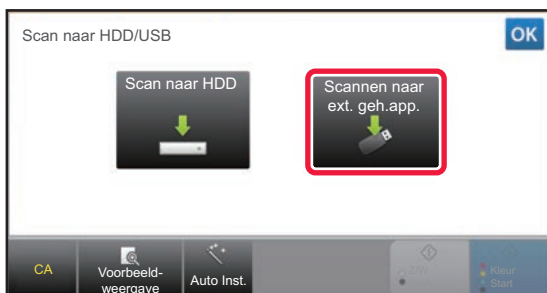 Scan naar HDD/USB
OK
Scan naar HDD
Scannen naar
ext. geh.app.
CA
Voorbeeld-
weergave
Auto Inst.
Z/W
Start
Kleur
Start